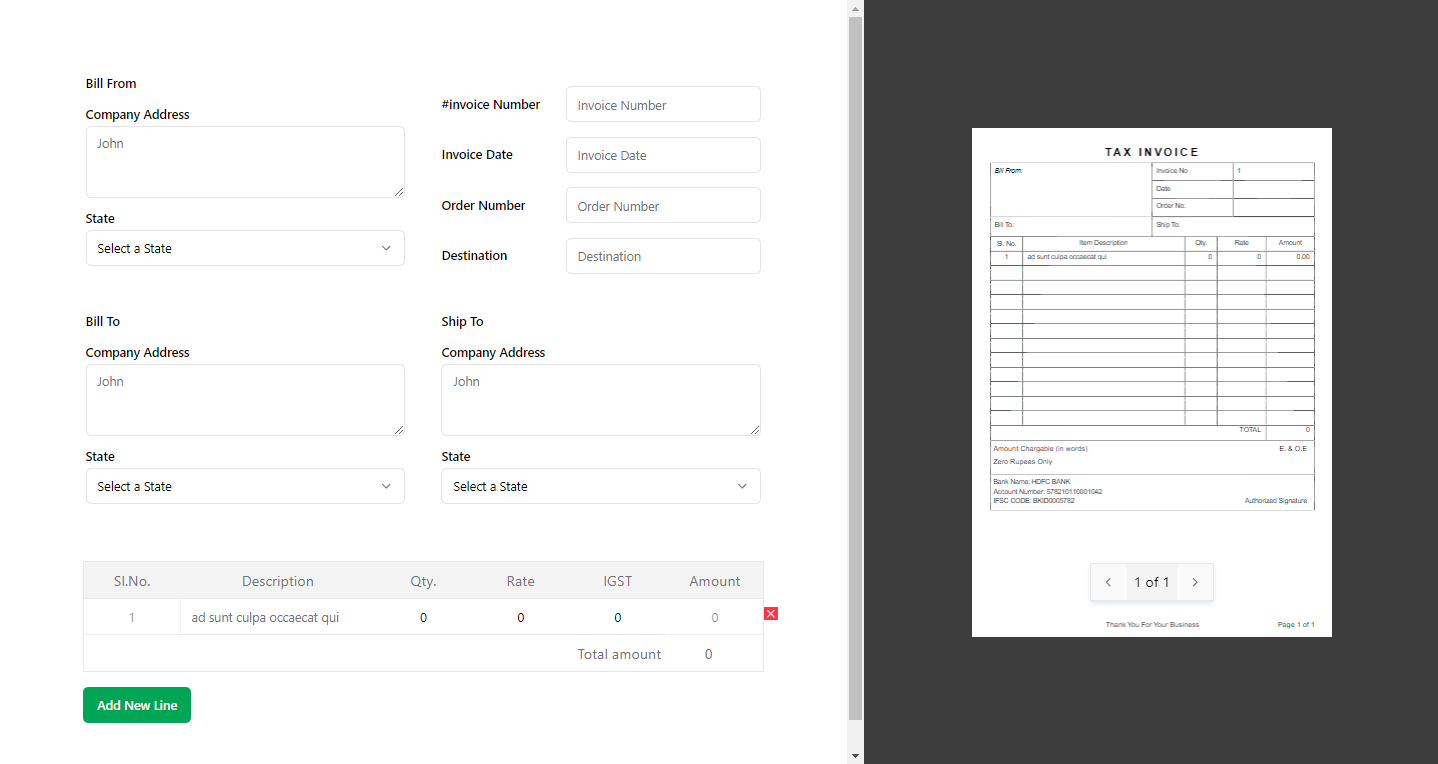 Bill From
Company Address
John
State
Select a State
#invoice Number
Invoice Number
Invoice Date
Invoice Date
Order Number
Order Number
Destination
Destination
Bill To
Company Address
John
State
Select a State
Ship To
Company Address
John
State
Select a State
Sl.No. Description Qty. Rate IGST Amount
1 ad sunt culpa occaecat qui 0 0 0 0
Total amount 0
Add New Line
TAX INVOICE
Bill From:
Invoice No 1
Date
Order No:
Bill To:
Ship To:
Sl. No. Item Description Qty. Rate Amount
1 ad sunt culpa occaecat qui 0 0 0.00
TOTAL 0
Amount Chargable (in words) E. & O.E
Zero Rupees Only
Bank Name: HDFC BANK
Account Number: 578210110001042
IFSC CODE: BKID0005782 Authorized Signature
1 of 1
Thank You For Your Business Page 1 of 1